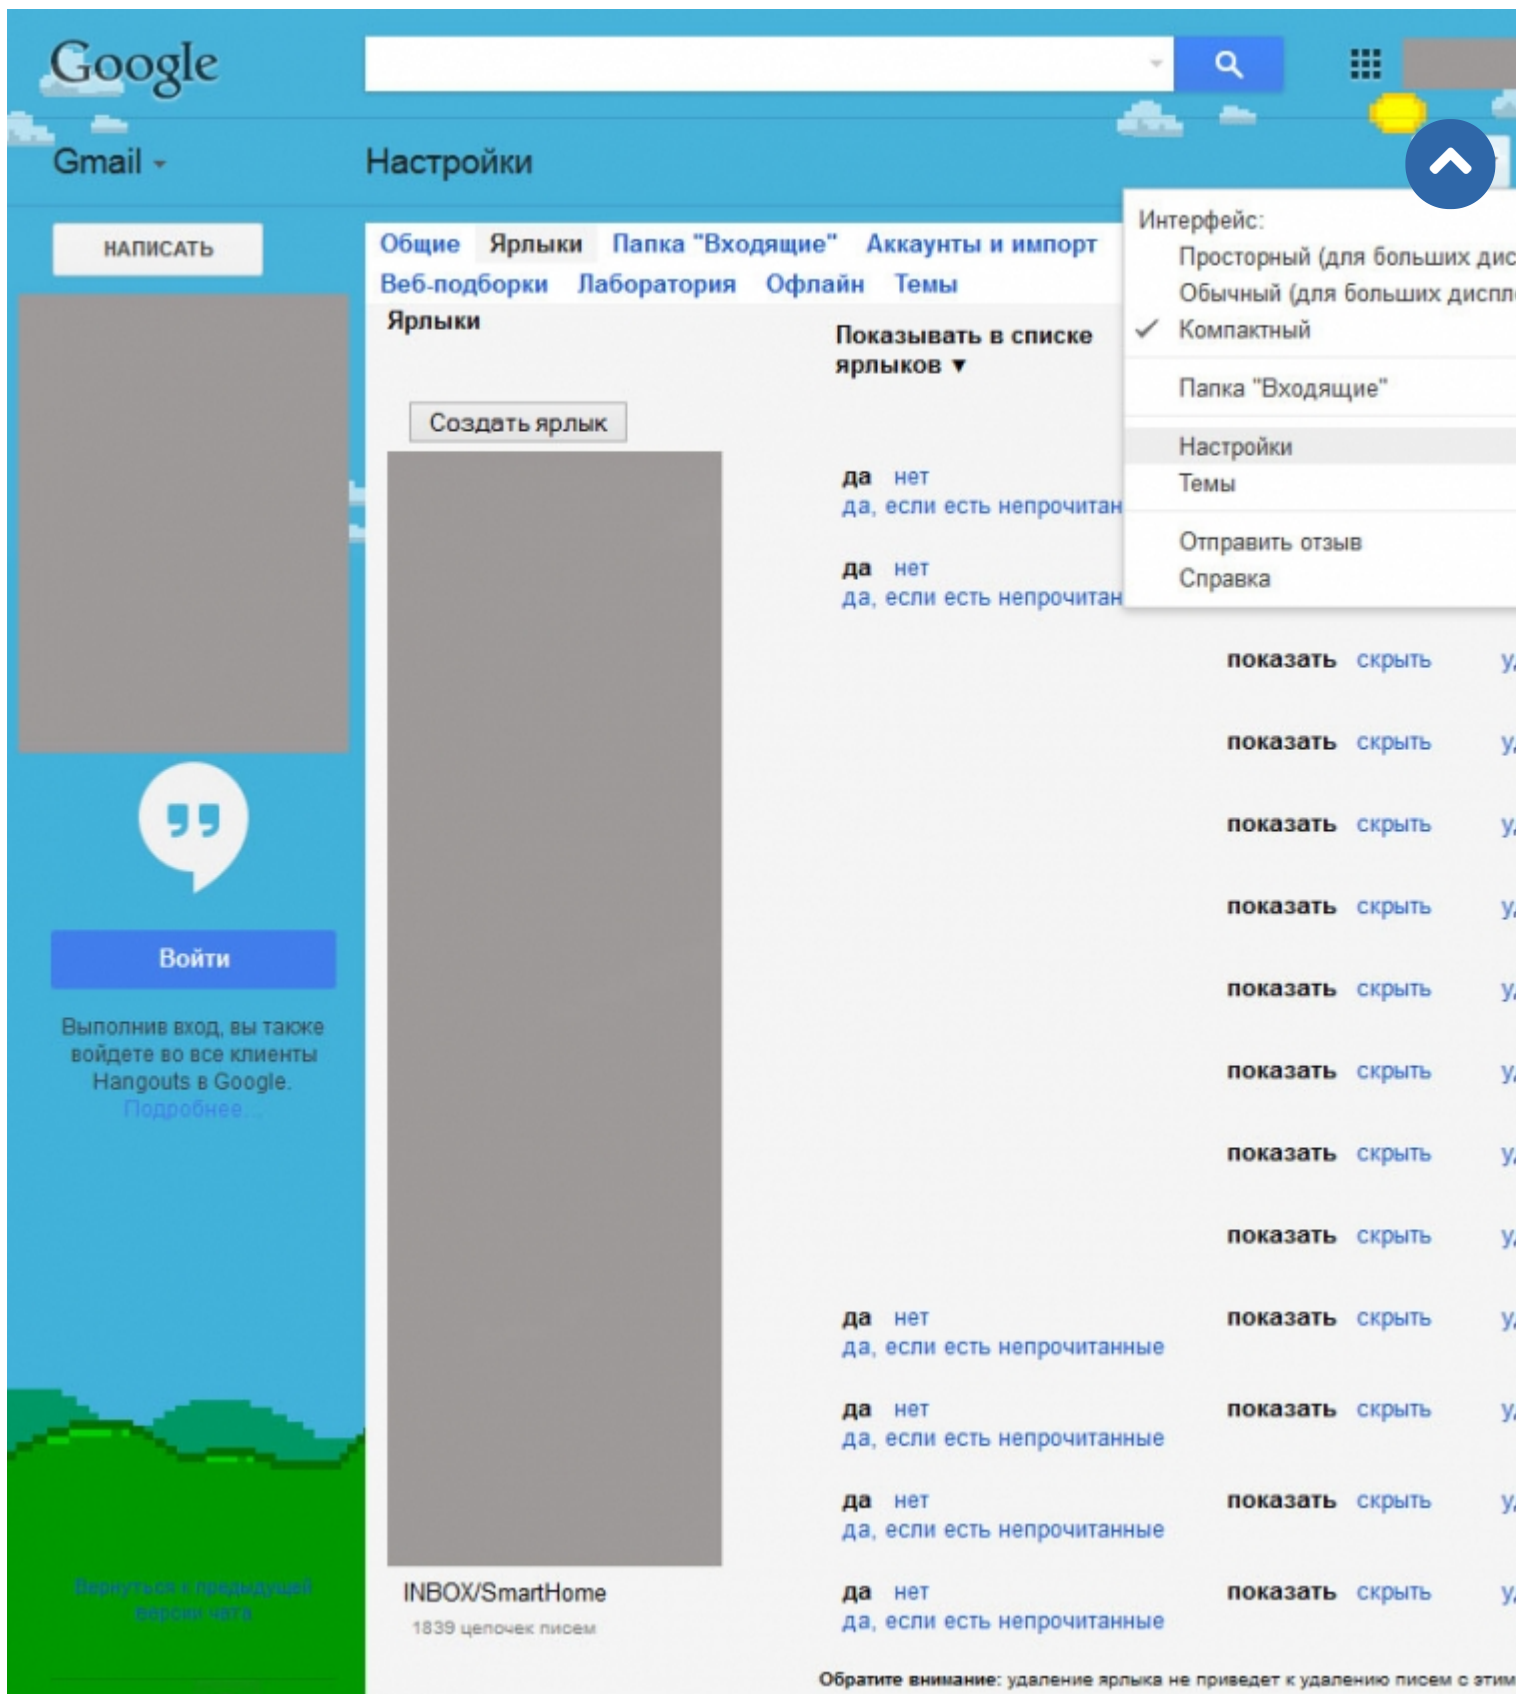 Google
Gmail
Настройки
НАПИСАТЬ
Общие Ярлыки Папка "Входящие" Аккаунты и импорт
Веб-подборки Лаборатория Офлайн Темы
Интерфейс:
Просторный (для больших
Обычный (для больших
Компактный
Папка "Входящие"
Настройки
Темы
Отправить отзыв
Справка
Ярлыки
Показывать в списке
ярлыков ▼
Создать ярлык
да нет
да, если есть
да нет
да, если есть
показать скрыть
показать скрыть
показать скрыть
показать скрыть
показать скрыть
показать скрыть
показать скрыть
показать скрыть
да нет показать скрыть
да, если есть непрочитанные
да нет показать скрыть
да, если есть непрочитанные
да нет показать скрыть
да, если есть непрочитанные
INBOX/SmartHome да нет показать скрыть
1839 цепочек писем да, если есть непрочитанные
Обратите внимание: удаление ярлыка не приведет к удалению писем с этим
Войти
Выполнив вход, вы также
войдете во все клиенты
Hangouts в Google.
Подробнее...
Вернуться к предыдущей
версии чата